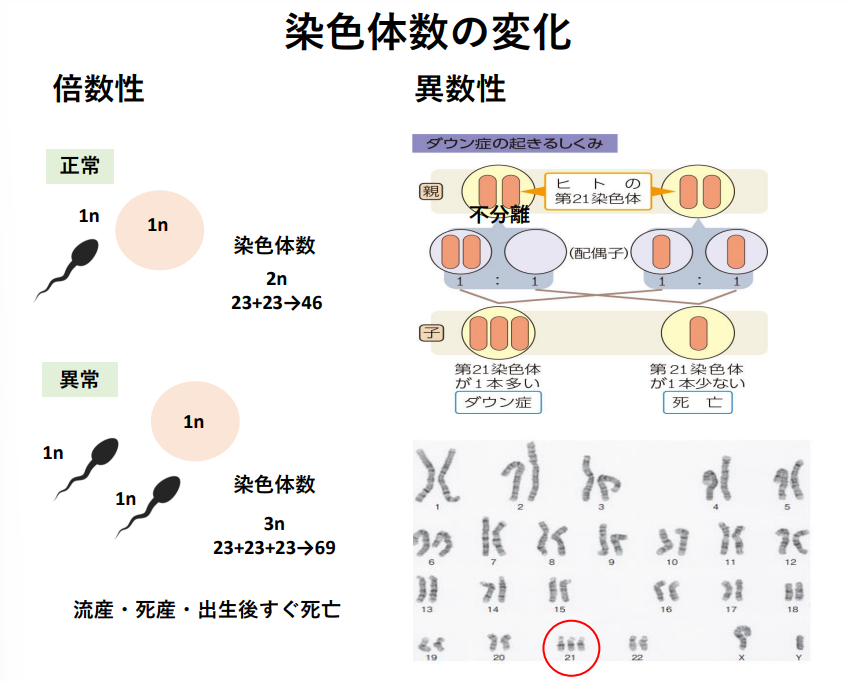 染色体数の変化
倍数性
正常
1n
1n
染色体数
2n
23+23→46
異常
1n
1n
1n
染色体数
3n
23+23+23→69
流産・死産・出生後すぐ死亡
異数性
ダウン症の起きるしくみ
親
ヒトの
第21染色体
不分離
(配偶子)
1 : 1
1 : 1
子
第21染色体
が1本多い
ダウン症
第21染色体
が1本少ない
死亡
1 2 3 4 5
6 7 8 9 10 11 12
13 14 15 16 17 18
19 20 21 22 X Y